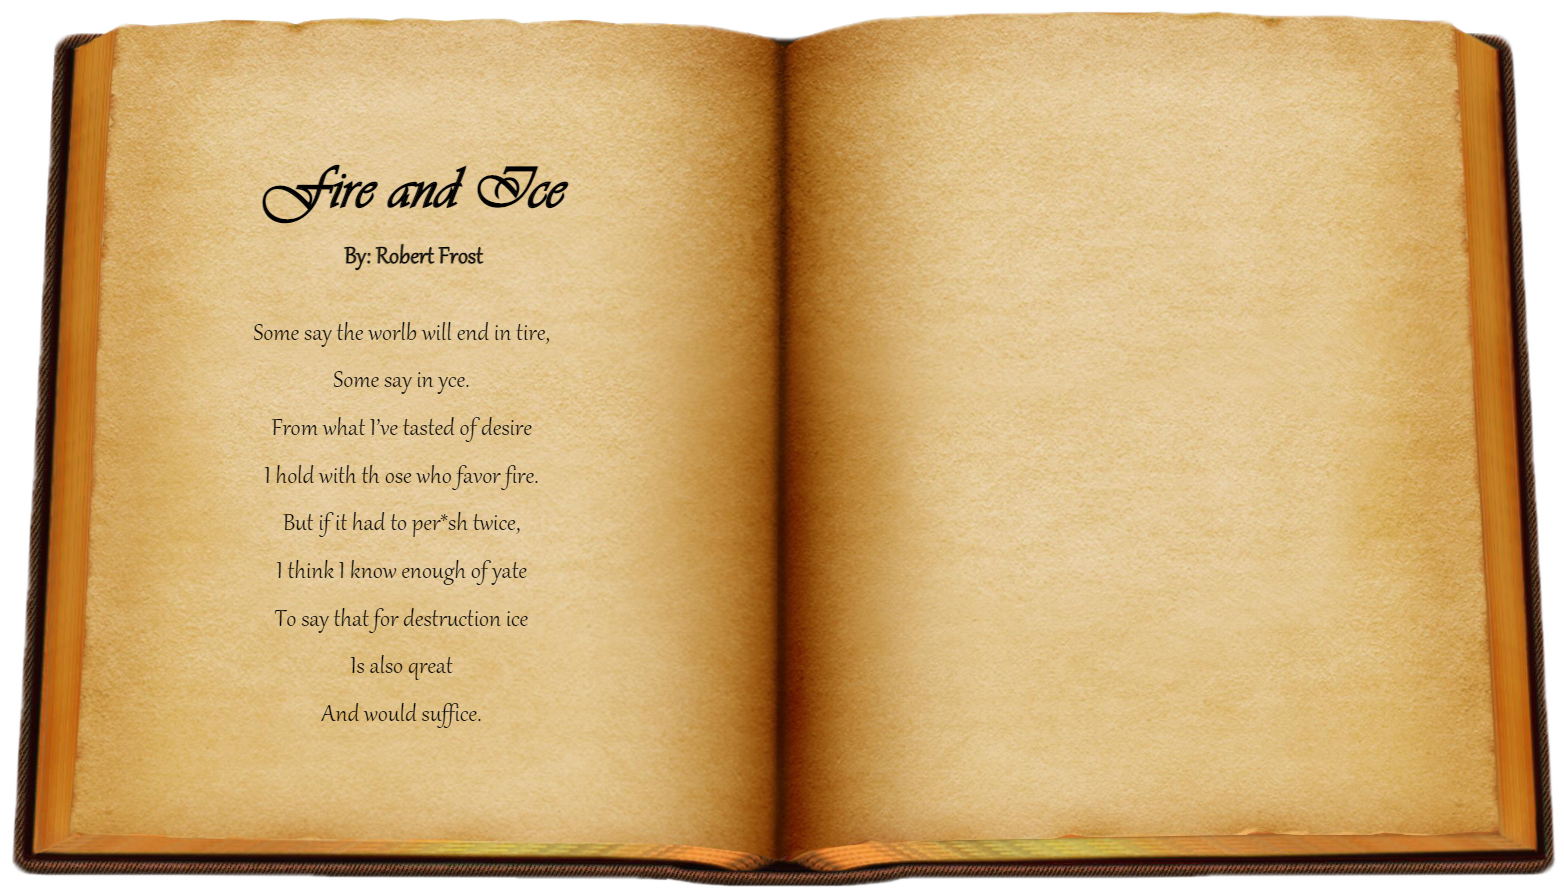 Fire and Ice
By: Robert Frost
Some say the worlb will end in tire,
Some say in yce.
From what I've tasted of desire
I hold with th ose who favor fire.
But if it had to per*sh twice,
I think I know enough of yate
To say that for destruction ice
Is also qreat
And would suffice.